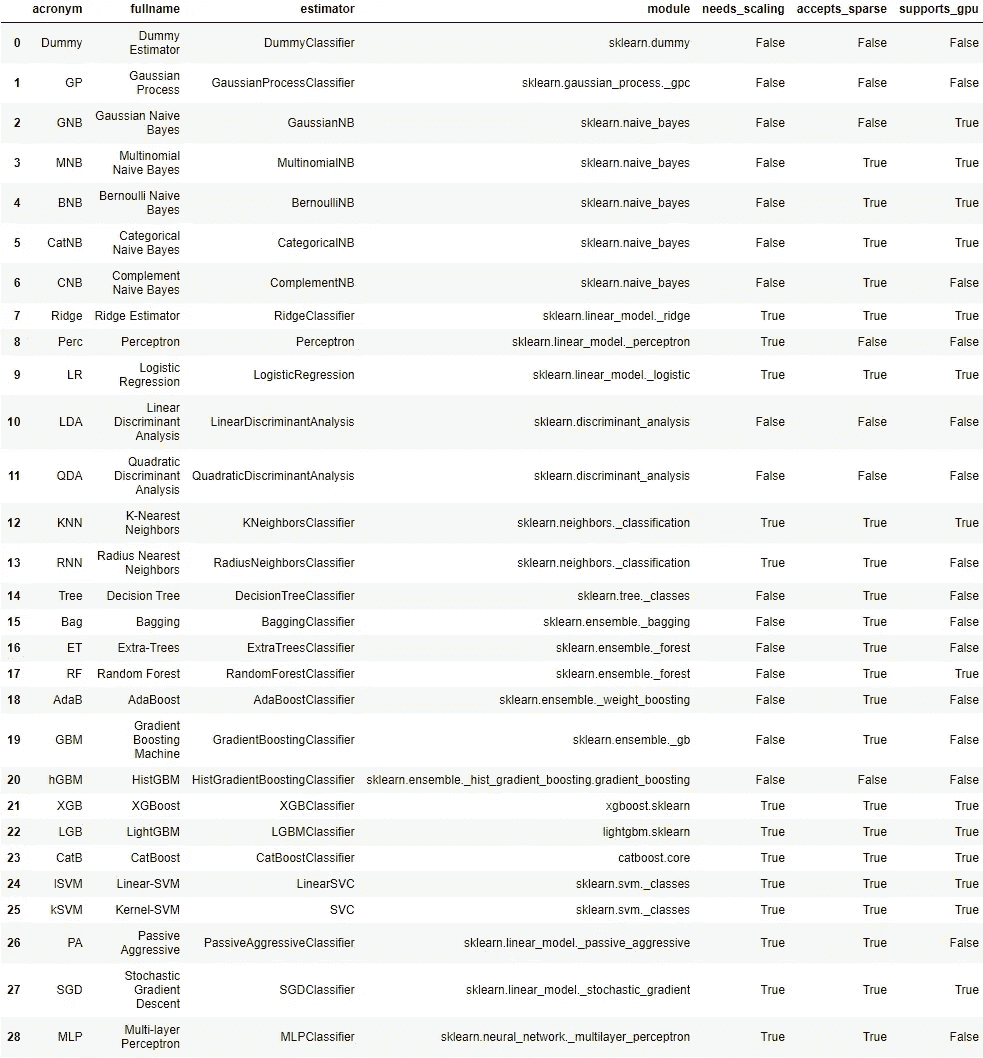 acronym fullname estimator module needs_scaling accepts_sparse supports_gpu
0 Dummy Dummy Estimator DummyClassifier sklearn.dummy False False False
1 GP Gaussian Process GaussianProcessClassifier sklearn.gaussian_process._gpc False False False
2 GNB Gaussian Naive Bayes GaussianNB sklearn.naive_bayes False False True
3 MNB Multinomial Naive Bayes MultinomialNB sklearn.naive_bayes False True True
4 BNB Bernoulli Naive Bayes BernoulliNB sklearn.naive_bayes False True True
5 CatNB Categorical Naive Bayes CategoricalNB sklearn.naive_bayes False True True
6 CNB Complement Naive Bayes ComplementNB sklearn.naive_bayes False True False
7 Ridge Ridge Estimator RidgeClassifier sklearn.linear_model._ridge True True True
8 Perc Perceptron Perceptron sklearn.linear_model._perceptron True False False
9 LR Logistic Regression LogisticRegression sklearn.linear_model._logistic True True True
10 LDA Linear Discriminant Analysis LinearDiscriminantAnalysis sklearn.discriminant_analysis False False False
11 QDA Quadratic Discriminant Analysis QuadraticDiscriminantAnalysis sklearn.discriminant_analysis False False False
12 KNN K-Nearest Neighbors KNeighborsClassifier sklearn.neighbors._classification True True True
13 RNN Radius Nearest Neighbors RadiusNeighborsClassifier sklearn.neighbors._classification True True False
14 Tree Decision Tree DecisionTreeClassifier sklearn.tree._classes False True False
15 Bag Bagging BaggingClassifier sklearn.ensemble._bagging False True False
16 ET Extra-Trees ExtraTreesClassifier sklearn.ensemble._forest False True False
17 RF Random Forest RandomForestClassifier sklearn.ensemble._forest False True True
18 AdaB AdaBoost AdaBoostClassifier sklearn.ensemble._weight_boosting False True False
19 GBM Gradient Boosting Machine GradientBoostingClassifier sklearn.ensemble._gb False True False
20 hGBM HistGBM HistGradientBoostingClassifier sklearn.ensemble._hist_gradient_boosting.gradient_boosting False False False
21 XGB XGBoost XGBClassifier xgboost.sklearn True True True
22 LGB LightGBM LGBMClassifier lightgbm.sklearn True True True
23 CatB CatBoost CatBoostClassifier catboost.core True True True
24 lSVM Linear-SVM LinearSVC sklearn.svm._classes True True True
25 kSVM Kernel-SVM SVC sklearn.svm._classes True True True
26 PA Passive Aggressive PassiveAggressiveClassifier sklearn.linear_model._passive_aggressive True True False
27 SGD Stochastic Gradient Descent SGDClassifier sklearn.linear_model._stochastic_gradient True True True
28 MLP Multi-layer Perceptron MLPClassifier sklearn.neural_network._multilayer_perceptron True True False